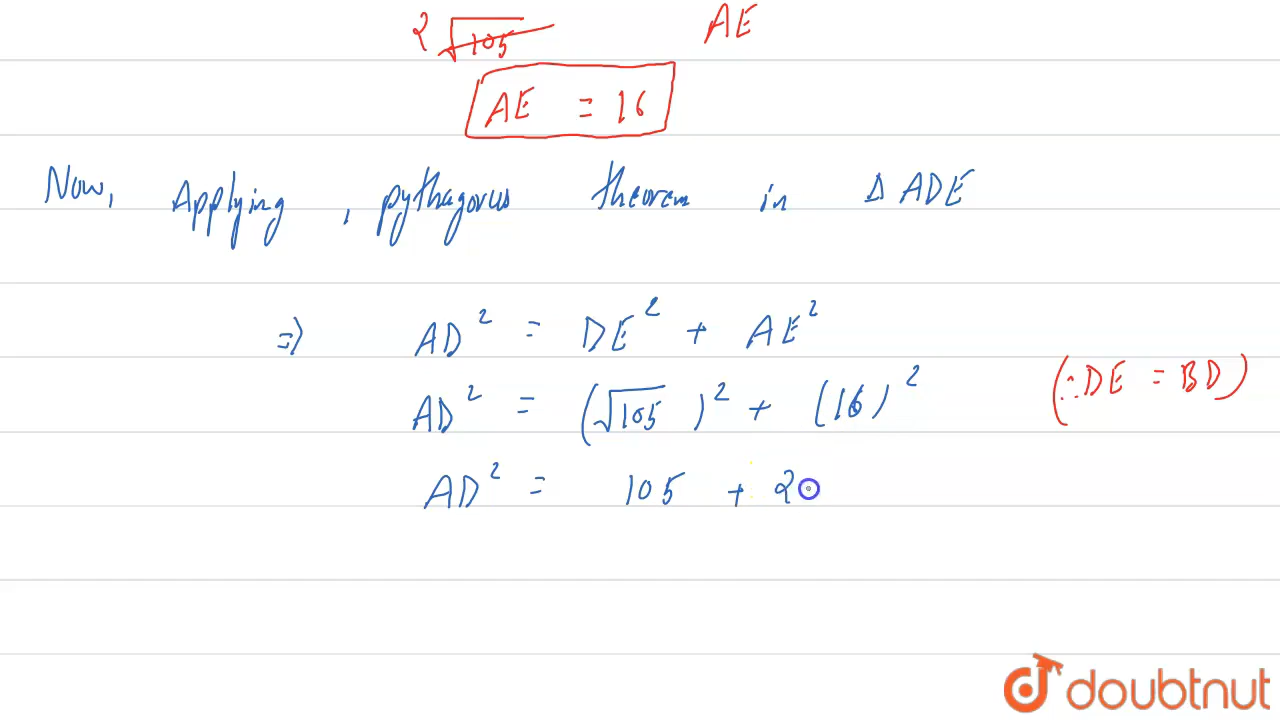 2 √105 AE
AE = 16
Now, Applying, pythagorus theorem in Δ ADE
⇒ AD² = DE² + AE²
AD² = (√105)² + (16)² (∴DE = BD)
AD² = 105 + 2
doubtnut